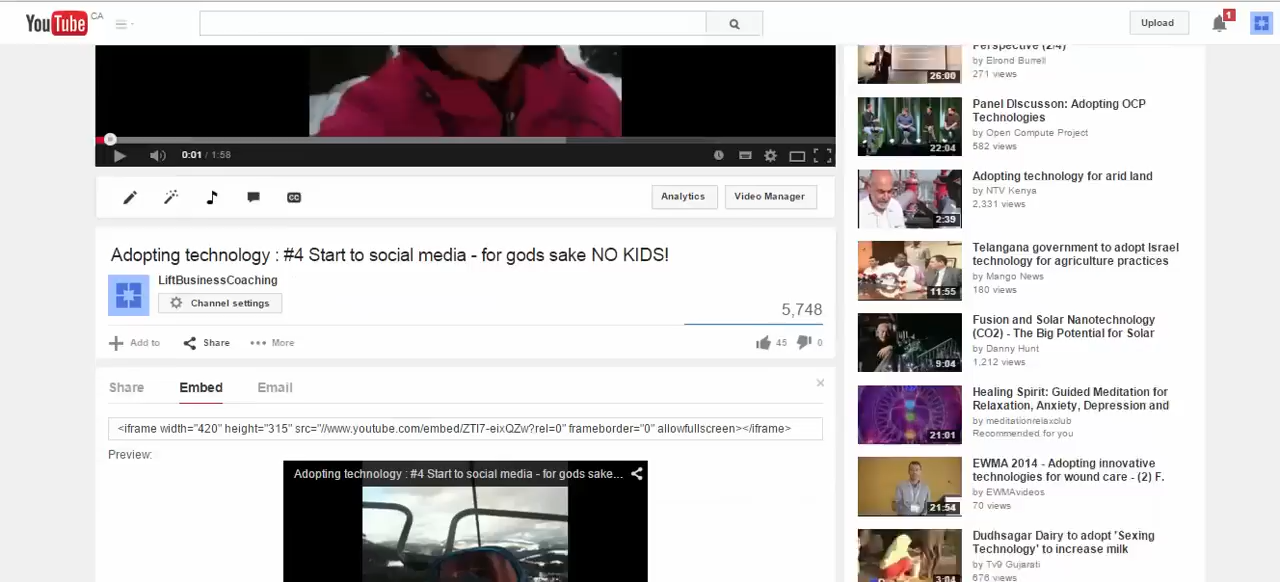 YouTube CA
Upload
1
0:01 / 1:58
CC
Analytics
Video Manager
Adopting technology : #4 Start to social media - for gods sake NO KIDS!
LiftBusinessCoaching
Channel settings
5,748
Add to
Share
More
45
0
Share
Embed
Email
<iframe width="420" height="315" src="//www.youtube.com/embed/ZTl7-eixQZw?rel=0" frameborder="0" allowfullscreen></iframe>
Preview:
Adopting technology : #4 Start to social media - for gods sake...
Perspective (2/4)
by Elrond Burrell
271 views
26:00
Panel DIscusson: Adopting OCP
Technologies
by Open Compute Project
582 views
22:04
Adopting technology for arid land
by NTV Kenya
2,331 views
2:39
Telangana government to adopt Israel
technology for agriculture practices
by Mango News
180 views
11:55
Fusion and Solar Nanotechology
(CO2) - The Big Potential for Solar
by Danny Hunt
1,212 views
9:04
Healing Spirit: Guided Meditation for
Relaxation, Anxiety, Depression and
by meditationrelaxclub
Recommended for you
21:01
EWMA 2014 - Adopting innovative
technologies for wound care - (2) F.
by EWMAvideos
70 views
21:54
Dudhsagar Dairy to adopt 'Sexing
Technology' to increase milk
by Tv9 Gujarati
676 views
3:04